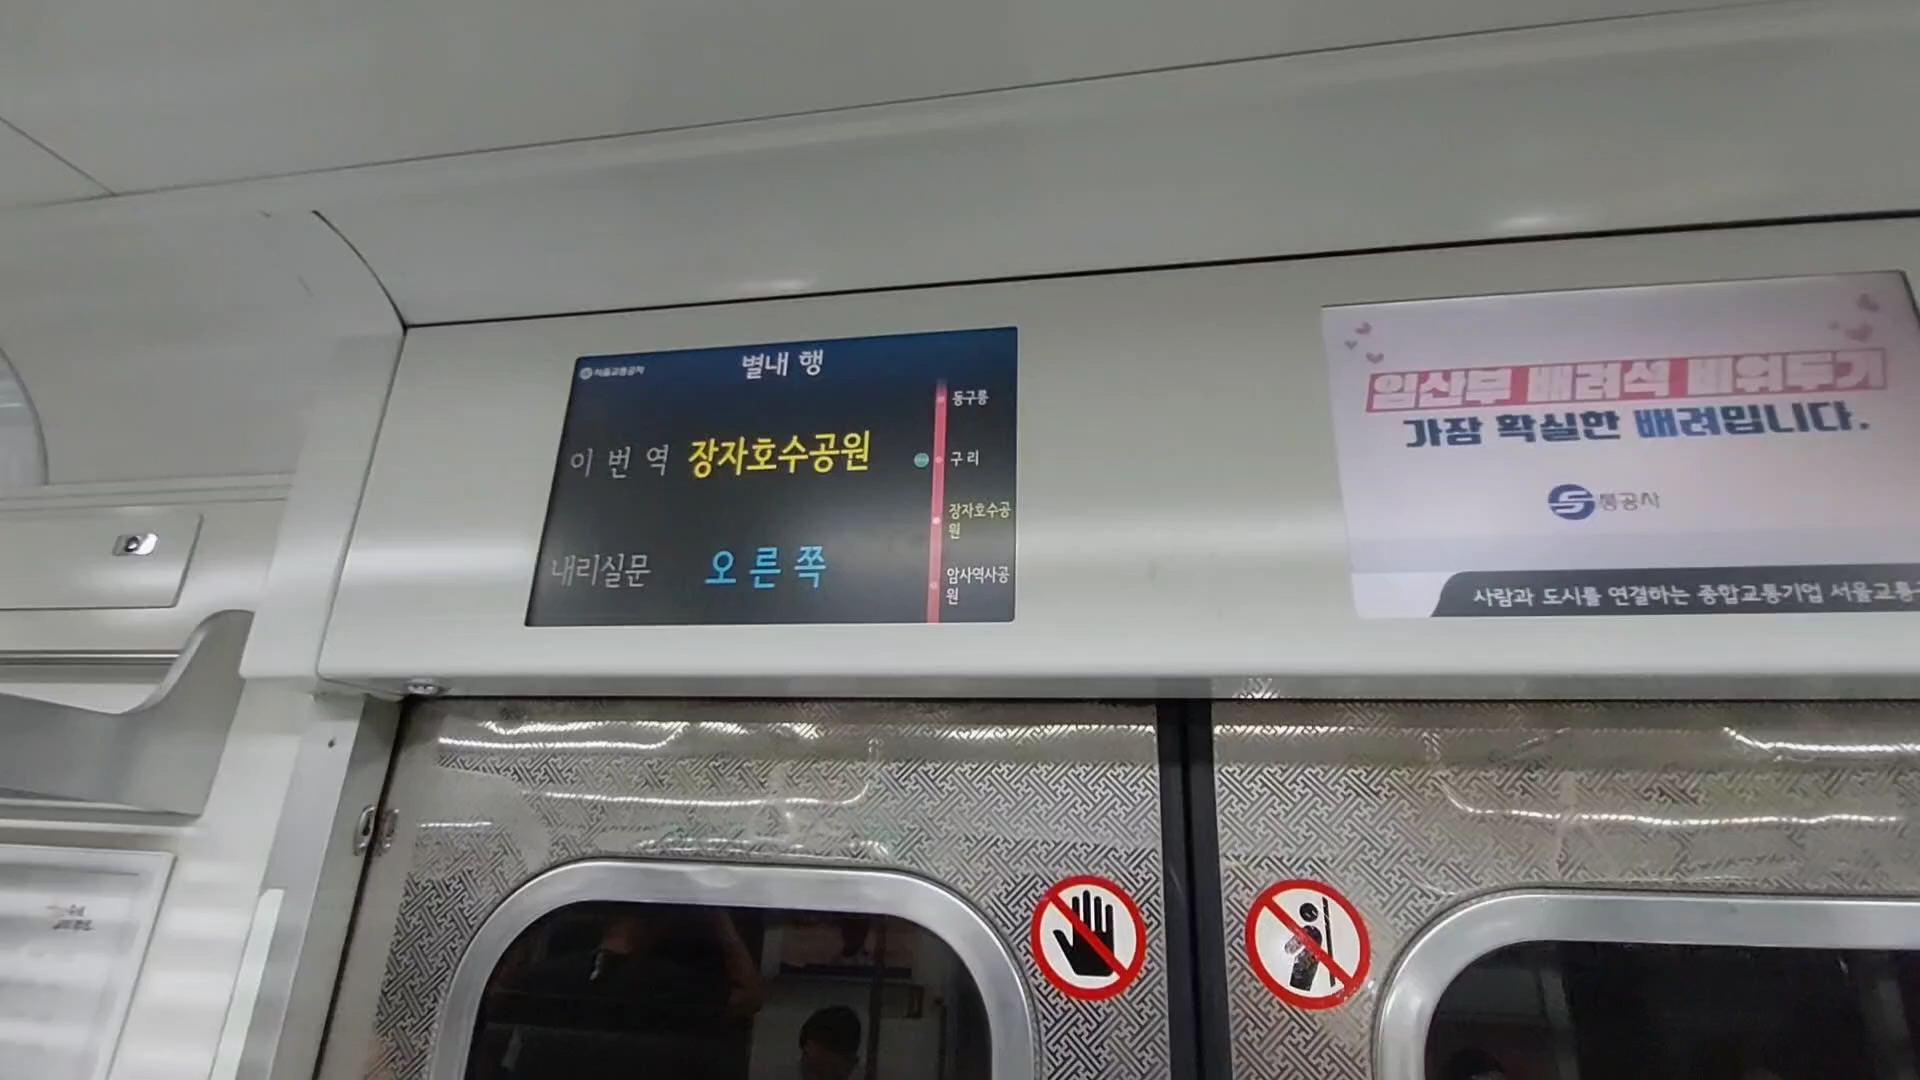 서울교통공사
별내 행
이 번 역 장자호수공원
내리실문 오 른 쪽
동구릉
구 리
장자호수공
원
암사역사공
원
임산부 배려석 비워두기
가장 확실한 배려입니다.
통공사
사람과 도시를 연결하는 종합교통기업 서울교통